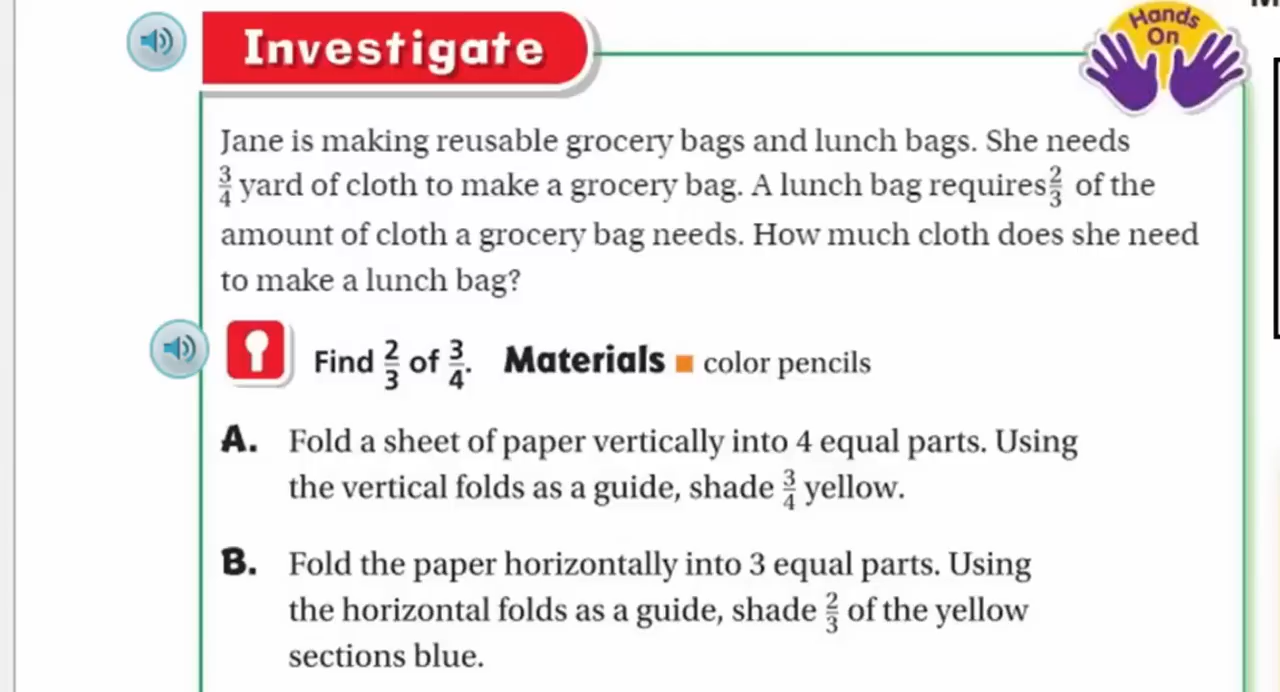 Investigate
Hands
On
Jane is making reusable grocery bags and lunch bags. She needs
3/4 yard of cloth to make a grocery bag. A lunch bag requires 2/3 of the
amount of cloth a grocery bag needs. How much cloth does she need
to make a lunch bag?
Find 2/3 of 3/4. Materials ■ color pencils
A. Fold a sheet of paper vertically into 4 equal parts. Using
the vertical folds as a guide, shade 3/4 yellow.
B. Fold the paper horizontally into 3 equal parts. Using
the horizontal folds as a guide, shade 2/3 of the yellow
sections blue.